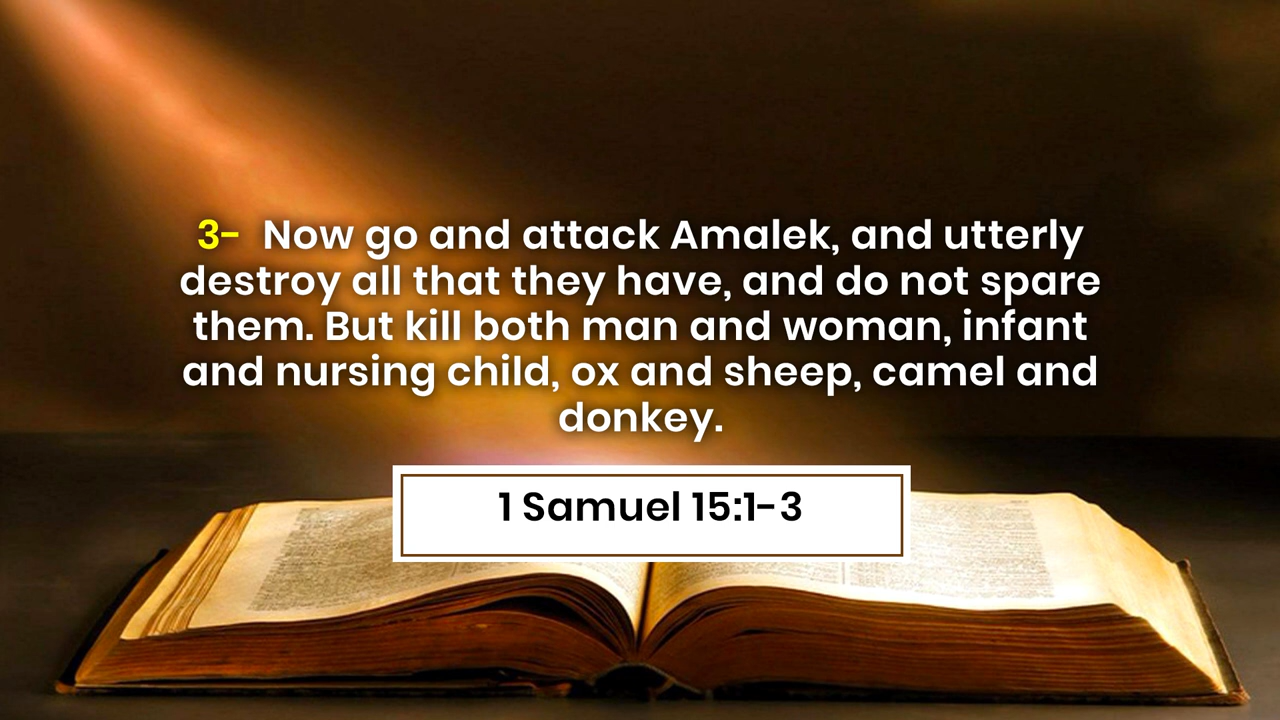 3- Now go and attack Amalek, and utterly
destroy all that they have, and do not spare
them. But kill both man and woman, infant
and nursing child, ox and sheep, camel and
donkey.
1 Samuel 15:1-3